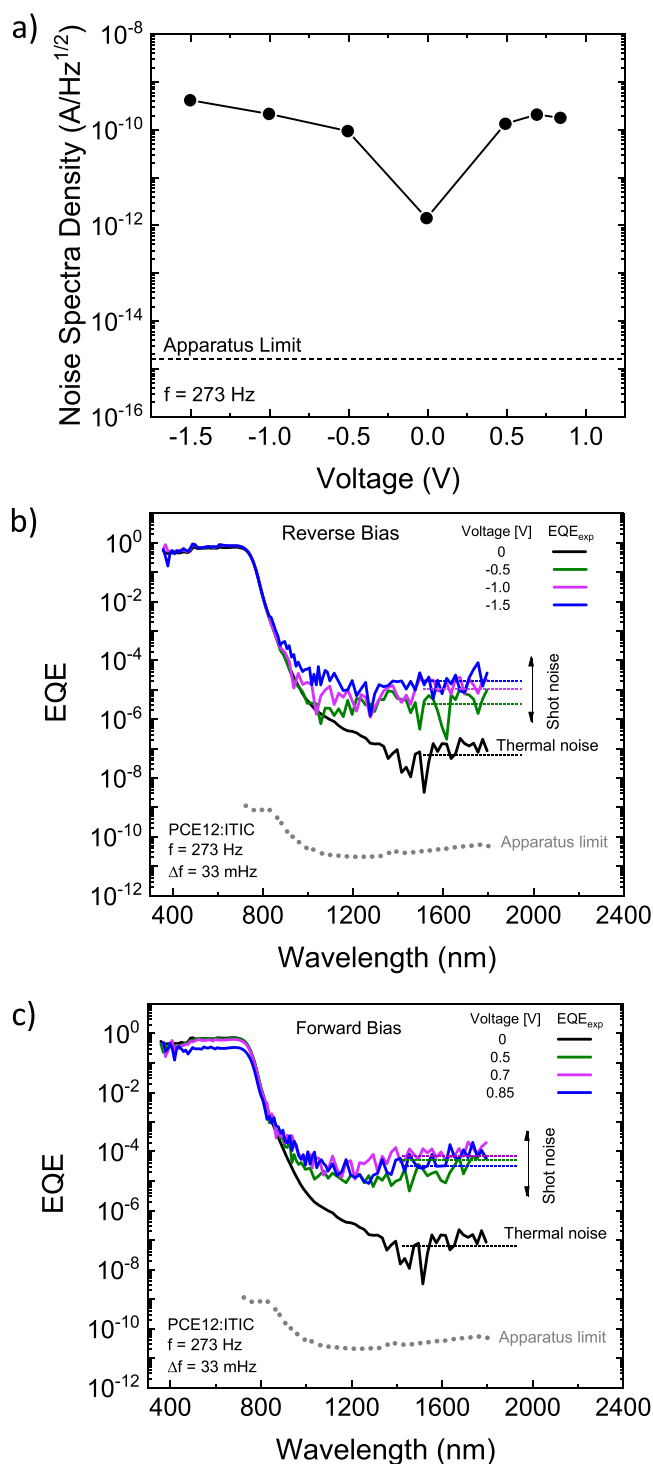 a)
10^-8
10^-10
10^-12
10^-14
10^-16
Noise Spectra Density (A/Hz^1/2)
Apparatus Limit
f = 273 Hz
-1.5 -1.0 -0.5 0.0 0.5 1.0
Voltage (V)
b)
10^0
10^-2
10^-4
10^-6
10^-8
10^-10
10^-12
EQE
Reverse Bias
Voltage [V] EQE_exp
0
-0.5
-1.0
-1.5
Shot noise
Thermal noise
PCE12:ITIC
f = 273 Hz
Δf = 33 mHz
Apparatus limit
400 800 1200 1600 2000 2400
Wavelength (nm)
c)
10^0
10^-2
10^-4
10^-6
10^-8
10^-10
10^-12
EQE
Forward Bias
Voltage [V] EQE_exp
0
0.5
0.7
0.85
Shot noise
Thermal noise
PCE12:ITIC
f = 273 Hz
Δf = 33 mHz
Apparatus limit
400 800 1200 1600 2000 2400
Wavelength (nm)